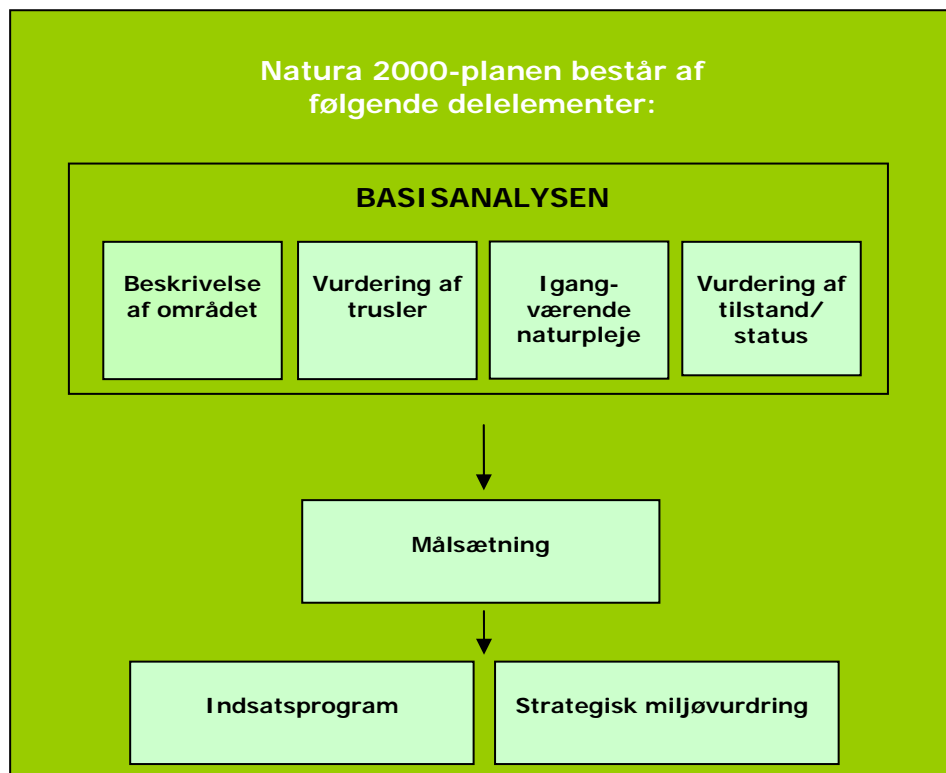 Natura 2000-planen består af
følgende delelementer:
BASISANALYSEN
Beskrivelse
af området
Vurdering af
trusler
Igang-
værende
naturpleje
Vurdering af
tilstand/
status
Målsætning
Indsatsprogram
Strategisk miljøvurdring